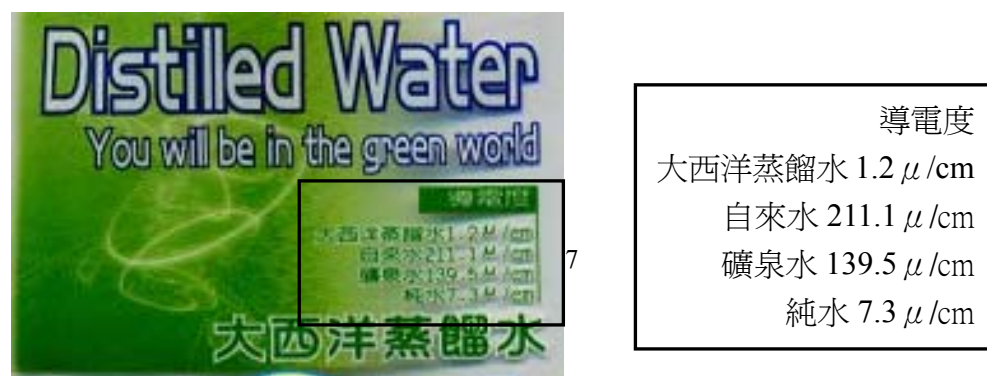 Distilled Water
You will be in the green world
導電度
大西洋蒸餾水1.2μ/cm
自來水211.1μ/cm
礦泉水139.5μ/cm
純水7.3μ/cm
大西洋蒸餾水
7
導電度
大西洋蒸餾水 1.2 μ/cm
自來水 211.1 μ/cm
礦泉水 139.5 μ/cm
純水 7.3 μ/cm